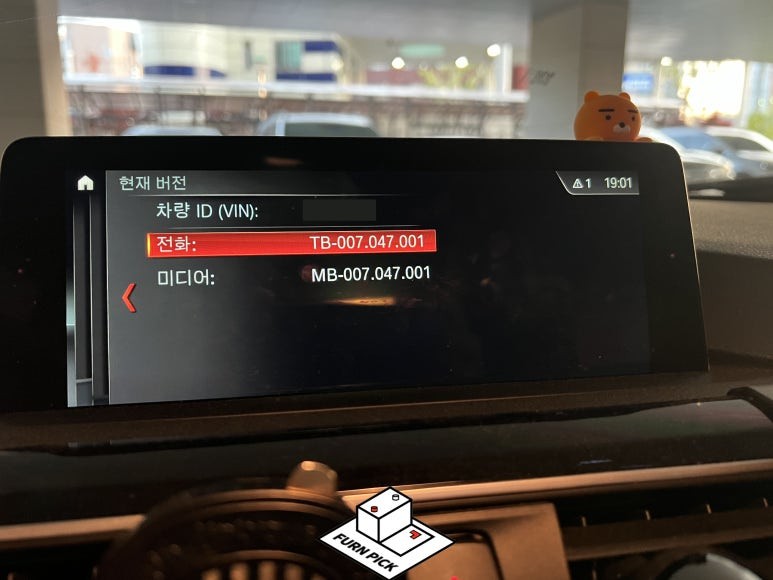 현재 버전
⚠1 19:01
차량 ID (VIN):
전화: TB-007.047.001
미디어: MB-007.047.001
FURN PICK